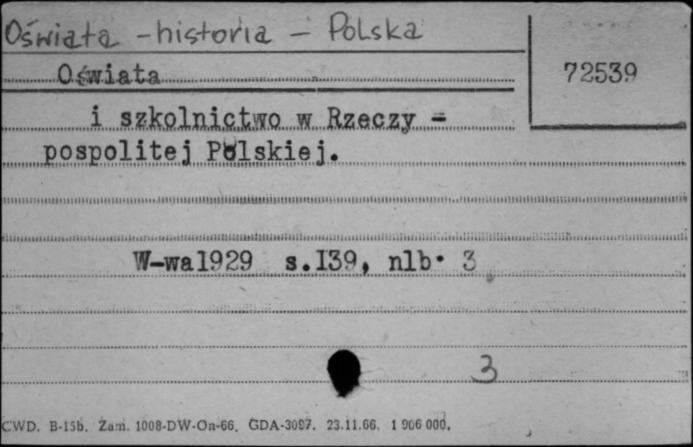 Oświata - historia - Polska
Oświata
72539
i szkolnictwo w Rzeczy -
pospolitej Polskiej.
W-wa1929 s.I39, nlb. 3
3
CWD. B-15b. Zam. 1008-DW-On-66. GDA-3087. 23.11.66. 1 906 000.